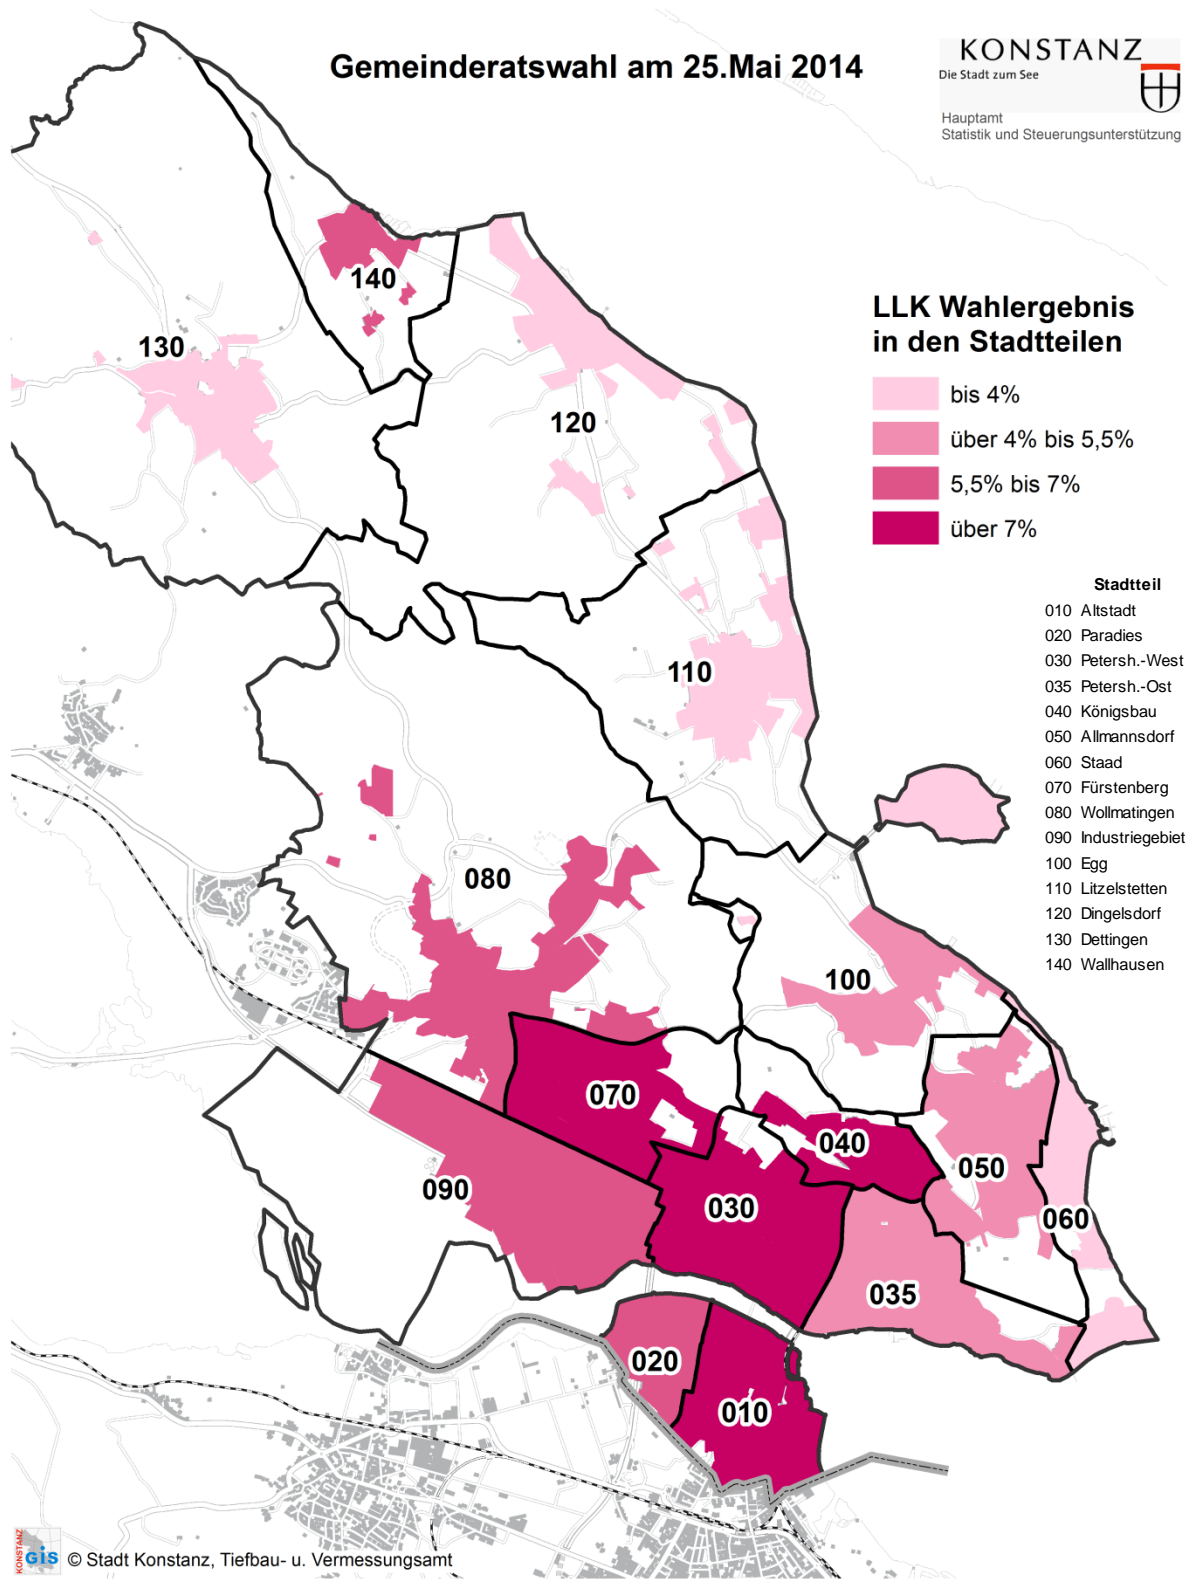 Gemeinderatswahl am 25.Mai 2014
KONSTANZ
Die Stadt zum See
Hauptamt
Statistik und Steuerungsunterstützung
LLK Wahlergebnis
in den Stadtteilen
bis 4%
über 4% bis 5,5%
5,5% bis 7%
über 7%
Stadtteil
010 Altstadt
020 Paradies
030 Petersh.-West
035 Petersh.-Ost
040 Königsbau
050 Allmannsdorf
060 Staad
070 Fürstenberg
080 Wollmatingen
090 Industriegebiet
100 Egg
110 Litzelstetten
120 Dingelsdorf
130 Dettingen
140 Wallhausen
140
130
120
110
080
100
070
040
050
090
030
060
035
020
010
KONSTANZ
GIS
© Stadt Konstanz, Tiefbau- u. Vermessungsamt